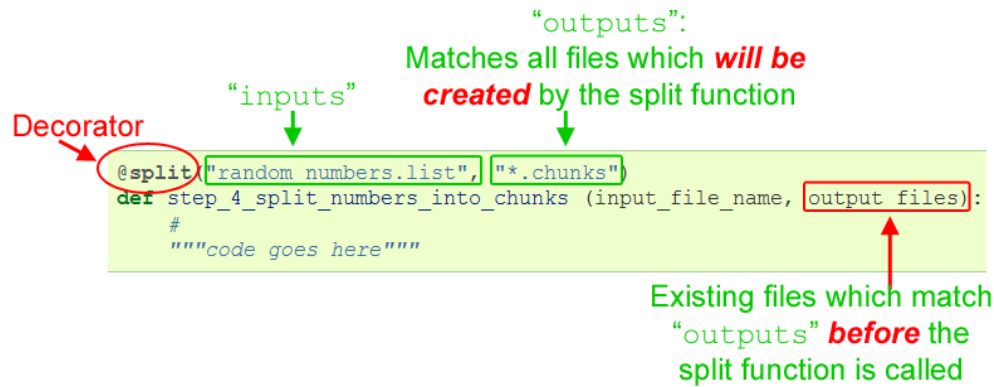 “outputs”:
Matches all files which will be
created by the split function
“inputs”
Decorator
@split("random_numbers.list", "*.chunks")
def step_4_split_numbers_into_chunks (input_file_name, output_files):
#
"""code goes here"""
Existing files which match
“outputs” before the
split function is called